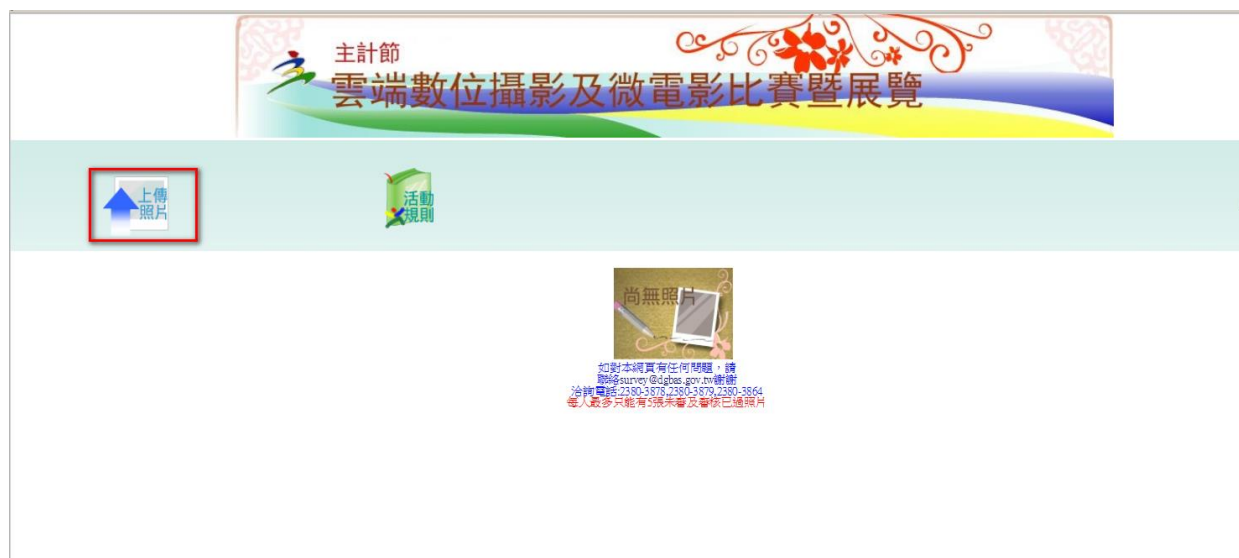 主計節
雲端數位攝影及微電影比賽暨展覽
上傳
照片
活動
規則
尚無照片
如對本網頁有任何問題，請
聯絡survey@dgbas.gov.tw謝謝
洽詢電話:2380-3878,2380-3879,2380-3864
每人最多只能有5張未審及審核已過照片